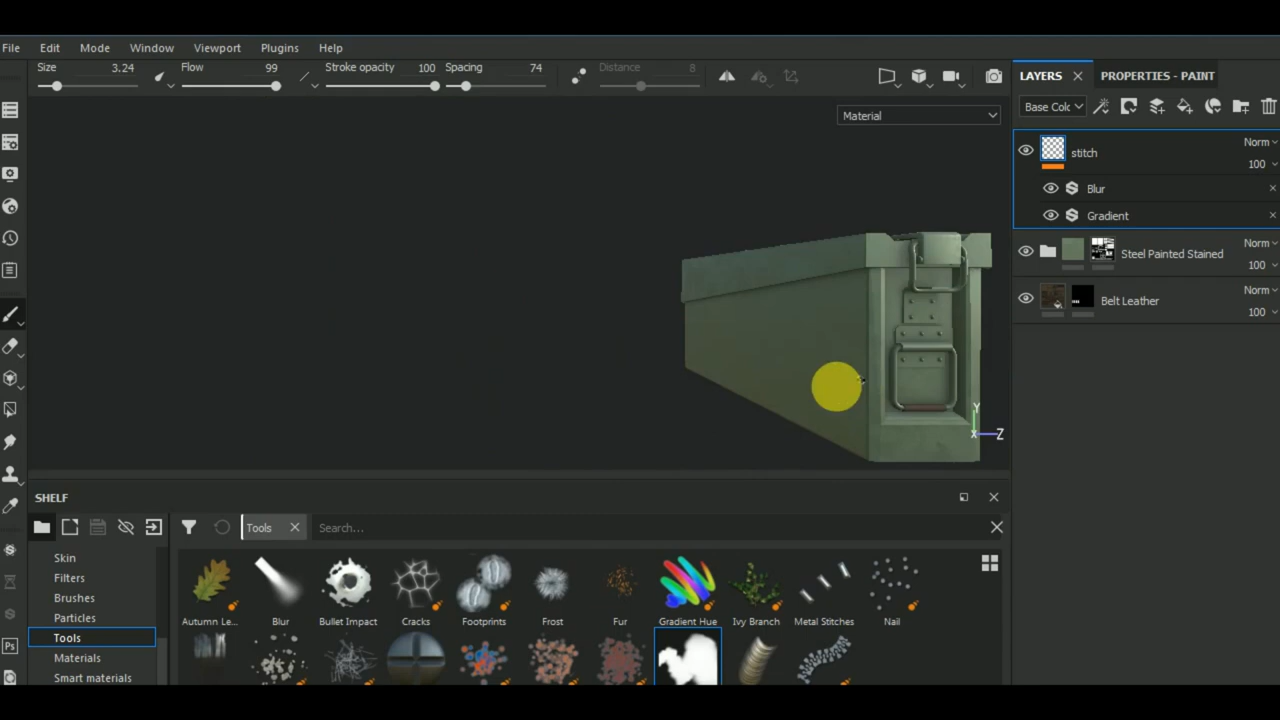 File Edit Mode Window Viewport Plugins Help
Size 3.24 Flow 99 Stroke opacity 100 Spacing 74 Distance 8
LAYERS PROPERTIES - PAINT
Material
Base Colc
Norm
stitch
100
Blur
Gradient
Norm
Steel Painted Stained
100
Norm
Belt Leather
100
Y
X Z
SHELF
Tools
Search...
Skin
Filters
Brushes
Particles
Tools
Materials
Smart materials
Autumn Le... Blur Bullet Impact Cracks Footprints Frost Fur Gradient Hue Ivy Branch Metal Stitches Nail
Ps